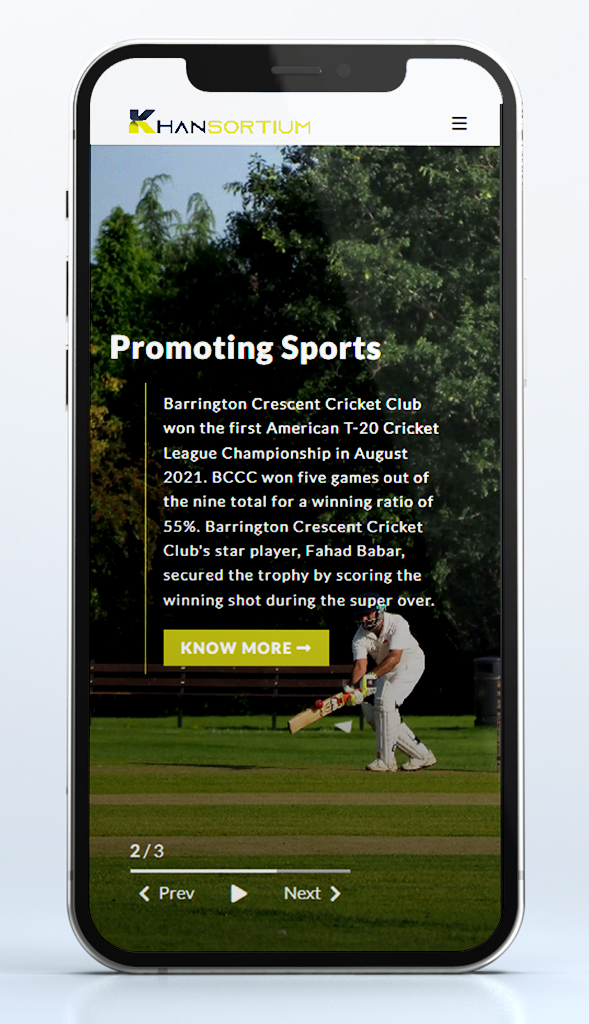 KHANSORTIUM
Promoting Sports
Barrington Crescent Cricket Club
won the first American T-20 Cricket
League Championship in August
2021. BCCC won five games out of
the nine total for a winning ratio of
55%. Barrington Crescent Cricket
Club's star player, Fahad Babar,
secured the trophy by scoring the
winning shot during the super over.
KNOW MORE
2/3
Prev Next